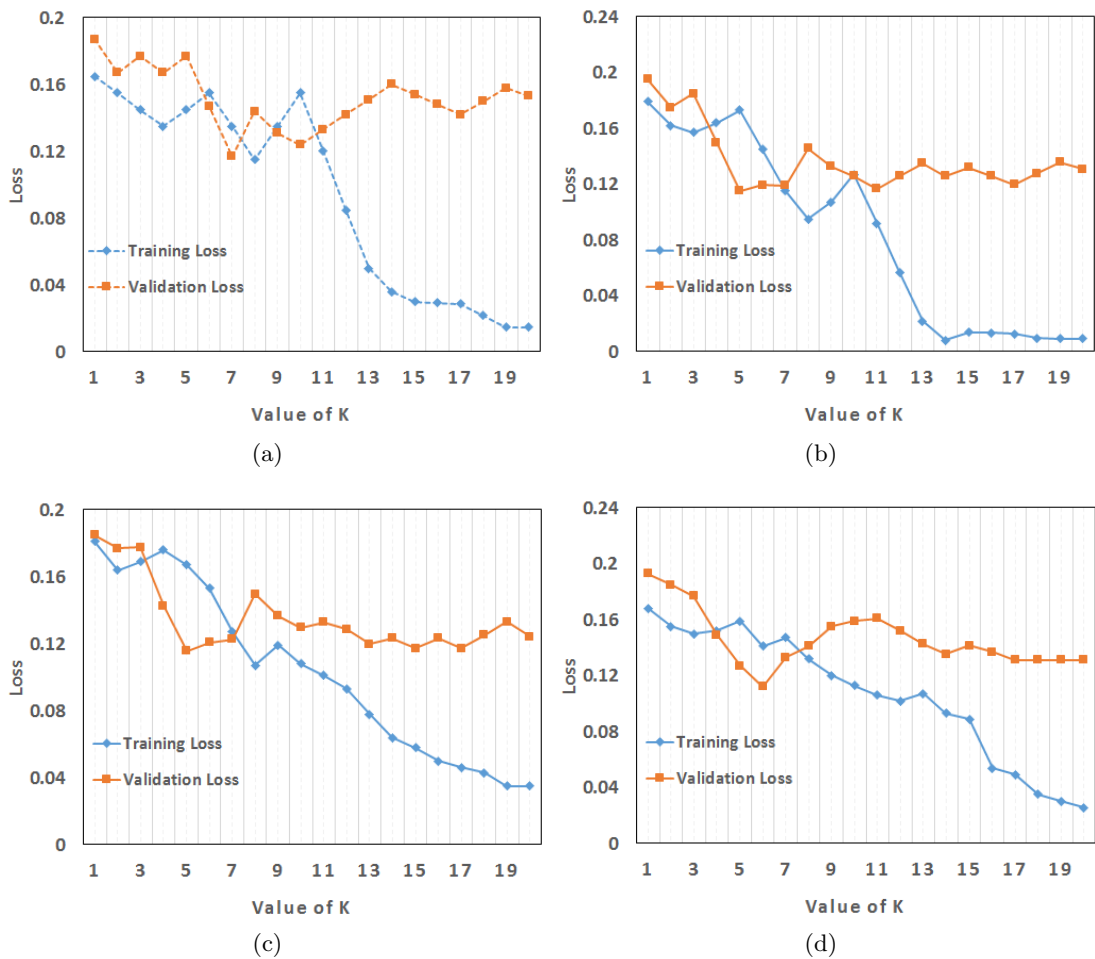 0.2
0.16
0.12
0.08
0.04
0
Loss
Training Loss
Validation Loss
1 3 5 7 9 11 13 15 17 19
Value of K
(a)
0.24
0.2
0.16
0.12
0.08
0.04
0
Loss
Training Loss
Validation Loss
1 3 5 7 9 11 13 15 17 19
Value of K
(b)
0.2
0.16
0.12
0.08
0.04
0
Loss
Training Loss
Validation Loss
1 3 5 7 9 11 13 15 17 19
Value of K
(c)
0.24
0.2
0.16
0.12
0.08
0.04
0
Loss
Training Loss
Validation Loss
1 3 5 7 9 11 13 15 17 19
Value of K
(d)